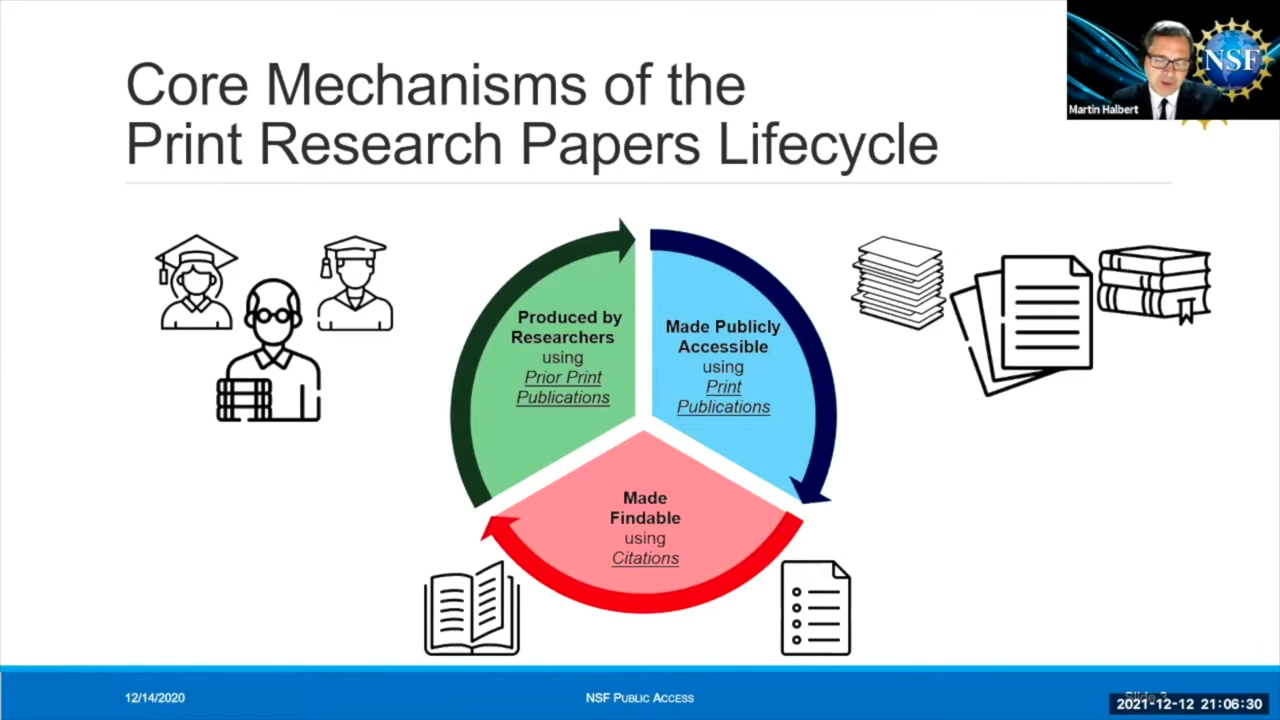 Core Mechanisms of the
Print Research Papers Lifecycle
NSF
Martin Halbert
Produced by
Researchers
using
Prior Print
Publications
Made Publicly
Accessible
using
Print
Publications
Made
Findable
using
Citations
12/14/2020
NSF PUBLIC ACCESS
Slide 3
2021-12-12 21:06:30